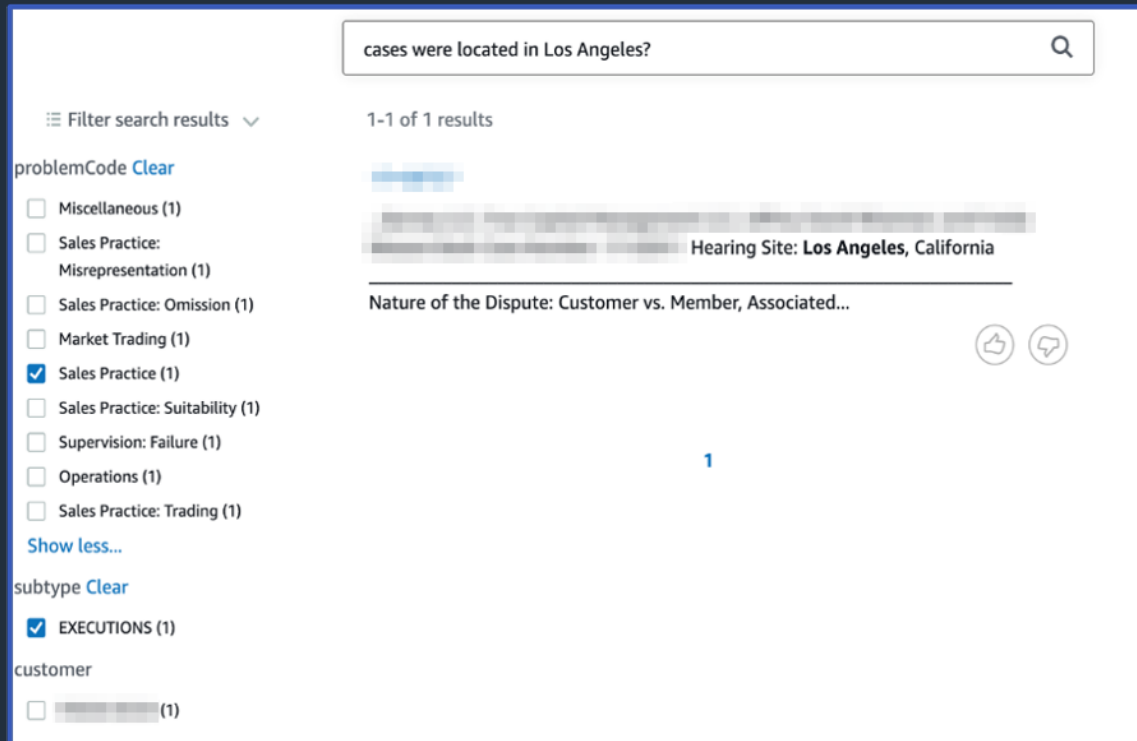 cases were located in Los Angeles?
Filter search results
1-1 of 1 results
problemCode Clear
Miscellaneous (1)
Sales Practice:
Misrepresentation (1)
Sales Practice: Omission (1)
Market Trading (1)
Sales Practice (1)
Sales Practice: Suitability (1)
Supervision: Failure (1)
Operations (1)
Sales Practice: Trading (1)
Show less...
subtype Clear
EXECUTIONS (1)
customer
(1)
Hearing Site: Los Angeles, California
Nature of the Dispute: Customer vs. Member, Associated...
1